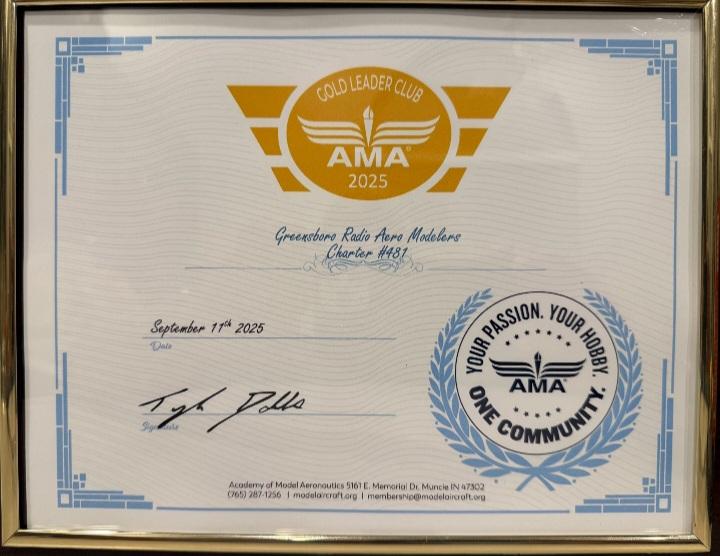 GOLD LEADER CLUB
AMA
2025
Greensboro Radio Aero Modelers
Charter #481
September 11th 2025
Date
Signature
YOUR PASSION. YOUR HOBBY.
AMA
ONE COMMUNITY.
Academy of Model Aeronautics 5161 E. Memorial Dr. Muncie IN 47302
(765) 287-1256 | modelaircraft.org | membership@modelaircraft.org